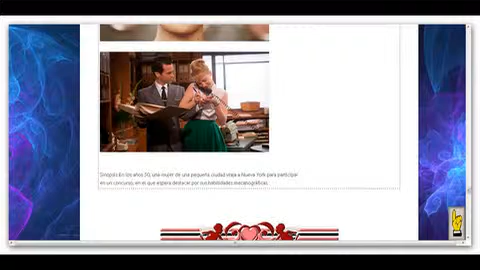 Sinopsis En los años 50, una mujer de una pequeña ciudad viaja a Nueva York para participar
en un concurso, en el que espera destacar por sus habilidades mecanográficas.